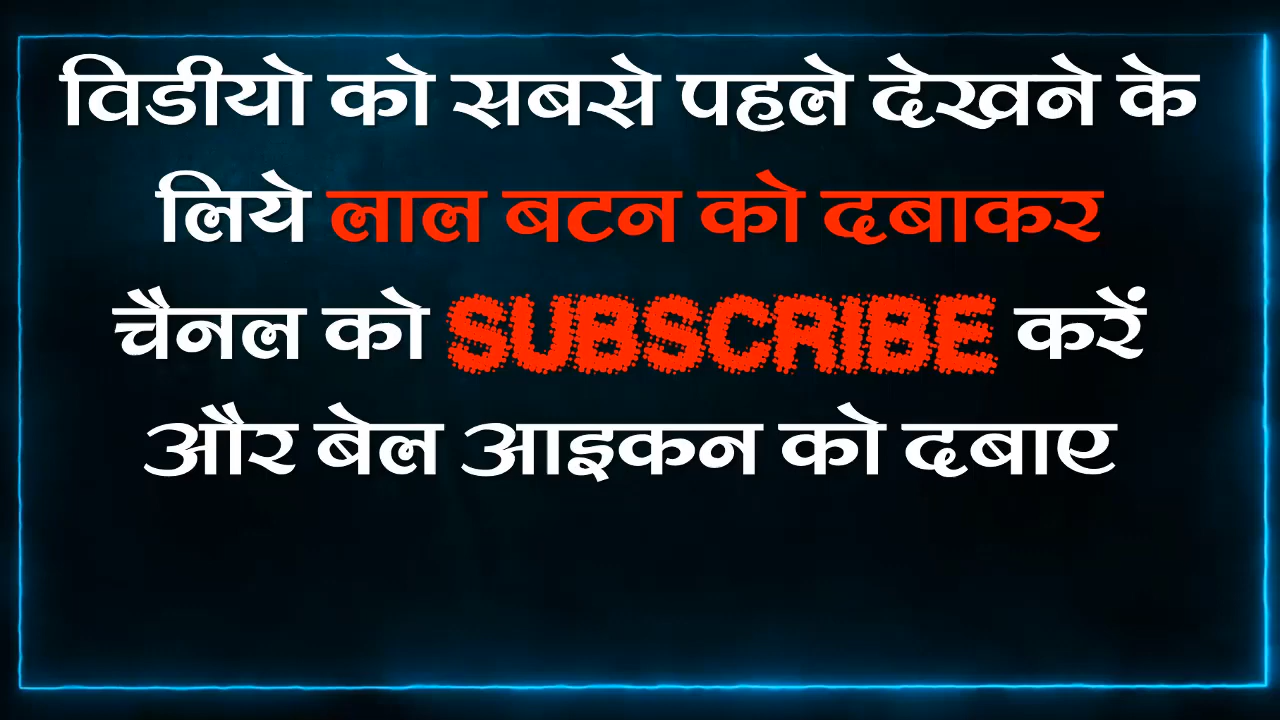 विडीयो को सबसे पहले देखने के
लिये लाल बटन को दबाकर
चैनल को SUBSCRIBE करें
और बेल आइकन को दबाए